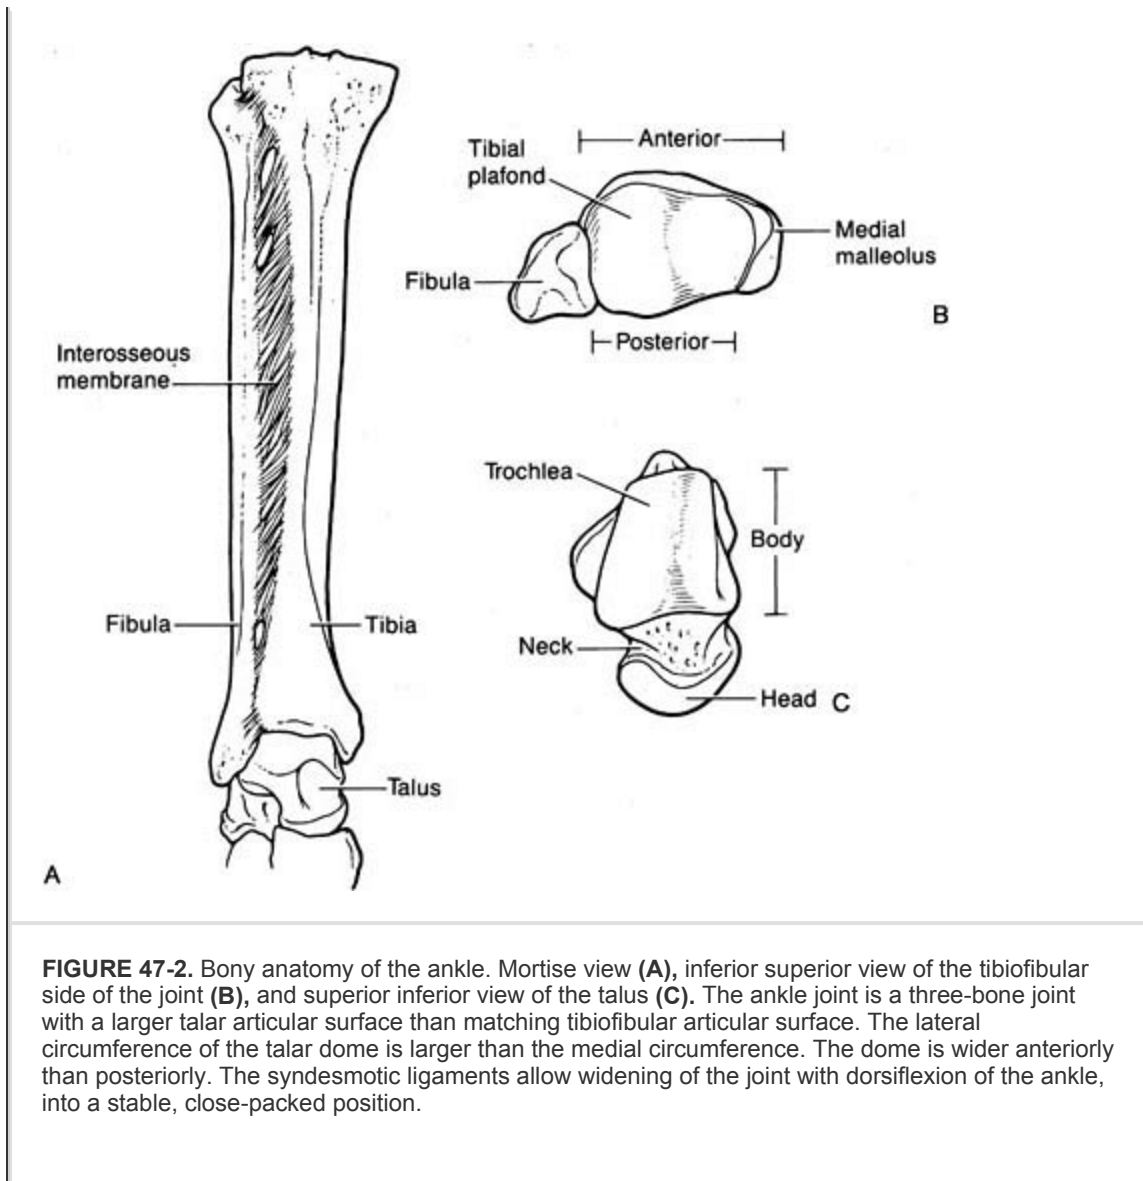 Interosseous
membrane
Fibula
Tibia
Talus
A
Anterior
Tibial
plafond
Medial
malleolus
Fibula
Posterior
B
Trochlea
Body
Neck
Head
C
FIGURE 47-2. Bony anatomy of the ankle. Mortise view (A), inferior superior view of the tibiofibular
side of the joint (B), and superior inferior view of the talus (C). The ankle joint is a three-bone joint
with a larger talar articular surface than matching tibiofibular articular surface. The lateral
circumference of the talar dome is larger than the medial circumference. The dome is wider anteriorly
than posteriorly. The syndesmotic ligaments allow widening of the joint with dorsiflexion of the ankle,
into a stable, close-packed position.